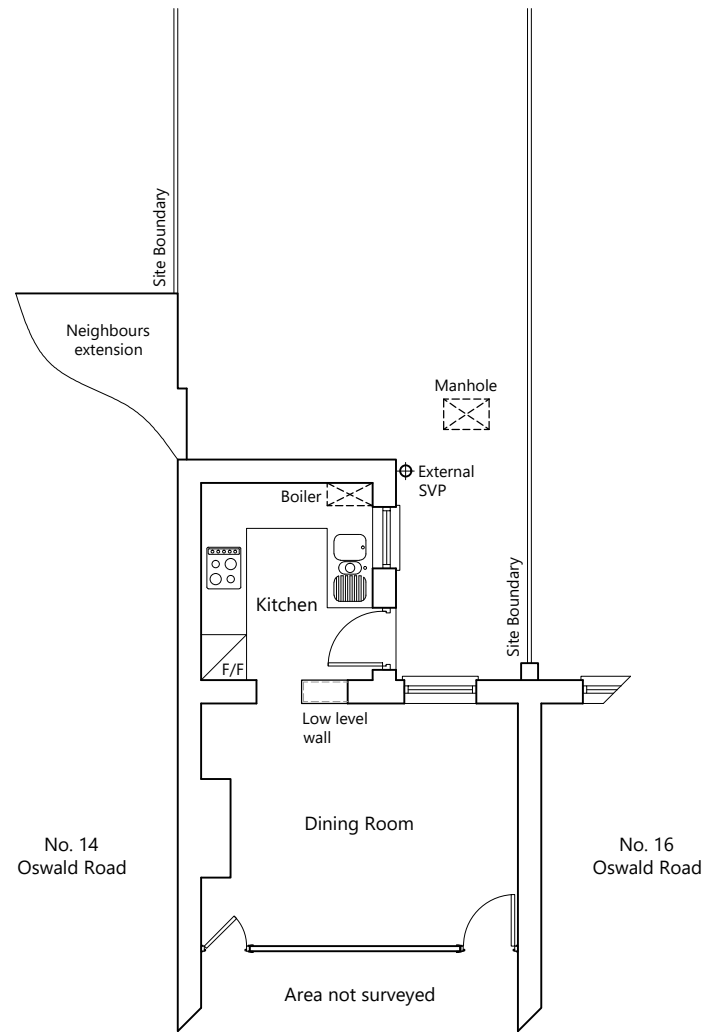 Site Boundary
Neighbours
extension
Manhole
External
SVP
Boiler
Kitchen
Site Boundary
F/F
Low level
wall
Dining Room
No. 14
Oswald Road
No. 16
Oswald Road
Area not surveyed